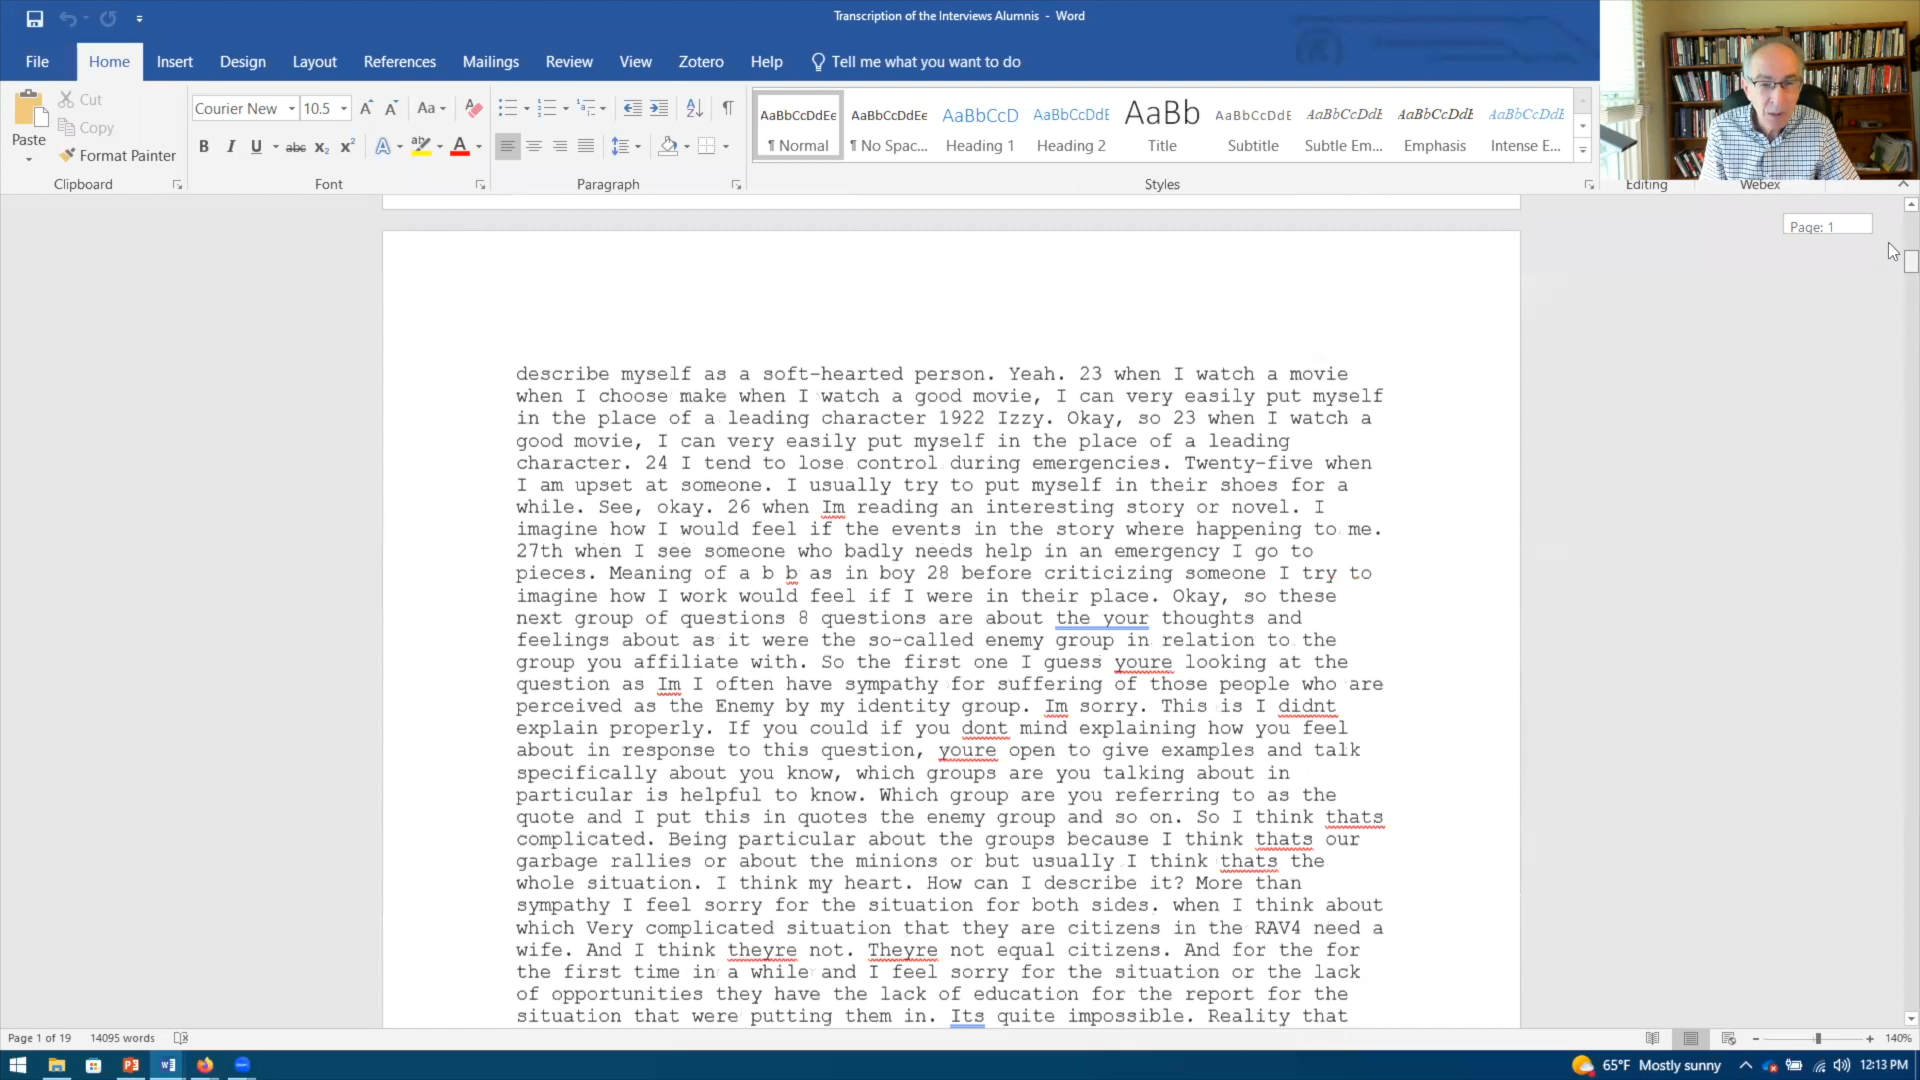 Transcription of the Interviews Alumnis - Word
File Home Insert Design Layout References Mailings Review View Zotero Help Tell me what you want to do
Paste
Cut
Copy
Format Painter
Clipboard
Courier New 10.5
Font
Paragraph
AaBbCcDdEe AaBbCcDdEe AaBbCcD AaBbCcDdE AaBb AaBbCcDdE AaBbCcDdE AaBbCcDdE AaBbCcDdE
¶ Normal ¶ No Spac... Heading 1 Heading 2 Title Subtitle Subtle Em... Emphasis Intense E...
Styles
Editing
Webex
Page: 1
describe myself as a soft-hearted person. Yeah. 23 when I watch a movie
when I choose make when I watch a good movie, I can very easily put myself
in the place of a leading character 1922 Izzy. Okay, so 23 when I watch a
good movie, I can very easily put myself in the place of a leading
character. 24 I tend to lose control during emergencies. Twenty-five when
I am upset at someone. I usually try to put myself in their shoes for a
while. See, okay. 26 when Im reading an interesting story or novel. I
imagine how I would feel if the events in the story where happening to me.
27th when I see someone who badly needs help in an emergency I go to
pieces. Meaning of a b b as in boy 28 before criticizing someone I try to
imagine how I work would feel if I were in their place. Okay, so these
next group of questions 8 questions are about the your thoughts and
feelings about as it were the so-called enemy group in relation to the
group you affiliate with. So the first one I guess youre looking at the
question as Im I often have sympathy for suffering of those people who are
perceived as the Enemy by my identity group. Im sorry. This is I didnt
explain properly. If you could if you dont mind explaining how you feel
about in response to this question, youre open to give examples and talk
specifically about you know, which groups are you talking about in
particular is helpful to know. Which group are you referring to as the
quote and I put this in quotes the enemy group and so on. So I think thats
complicated. Being particular about the groups because I think thats our
garbage rallies or about the minions or but usually I think thats the
whole situation. I think my heart. How can I describe it? More than
sympathy I feel sorry for the situation for both sides. when I think about
which Very complicated situation that they are citizens in the RAV4 need a
wife. And I think theyre not. Theyre not equal citizens. And for the for
the first time in a while and I feel sorry for the situation or the lack
of opportunities they have the lack of education for the report for the
situation that were putting them in. Its quite impossible. Reality that
Page 1 of 19 14095 words
140%
65°F Mostly sunny
12:13 PM